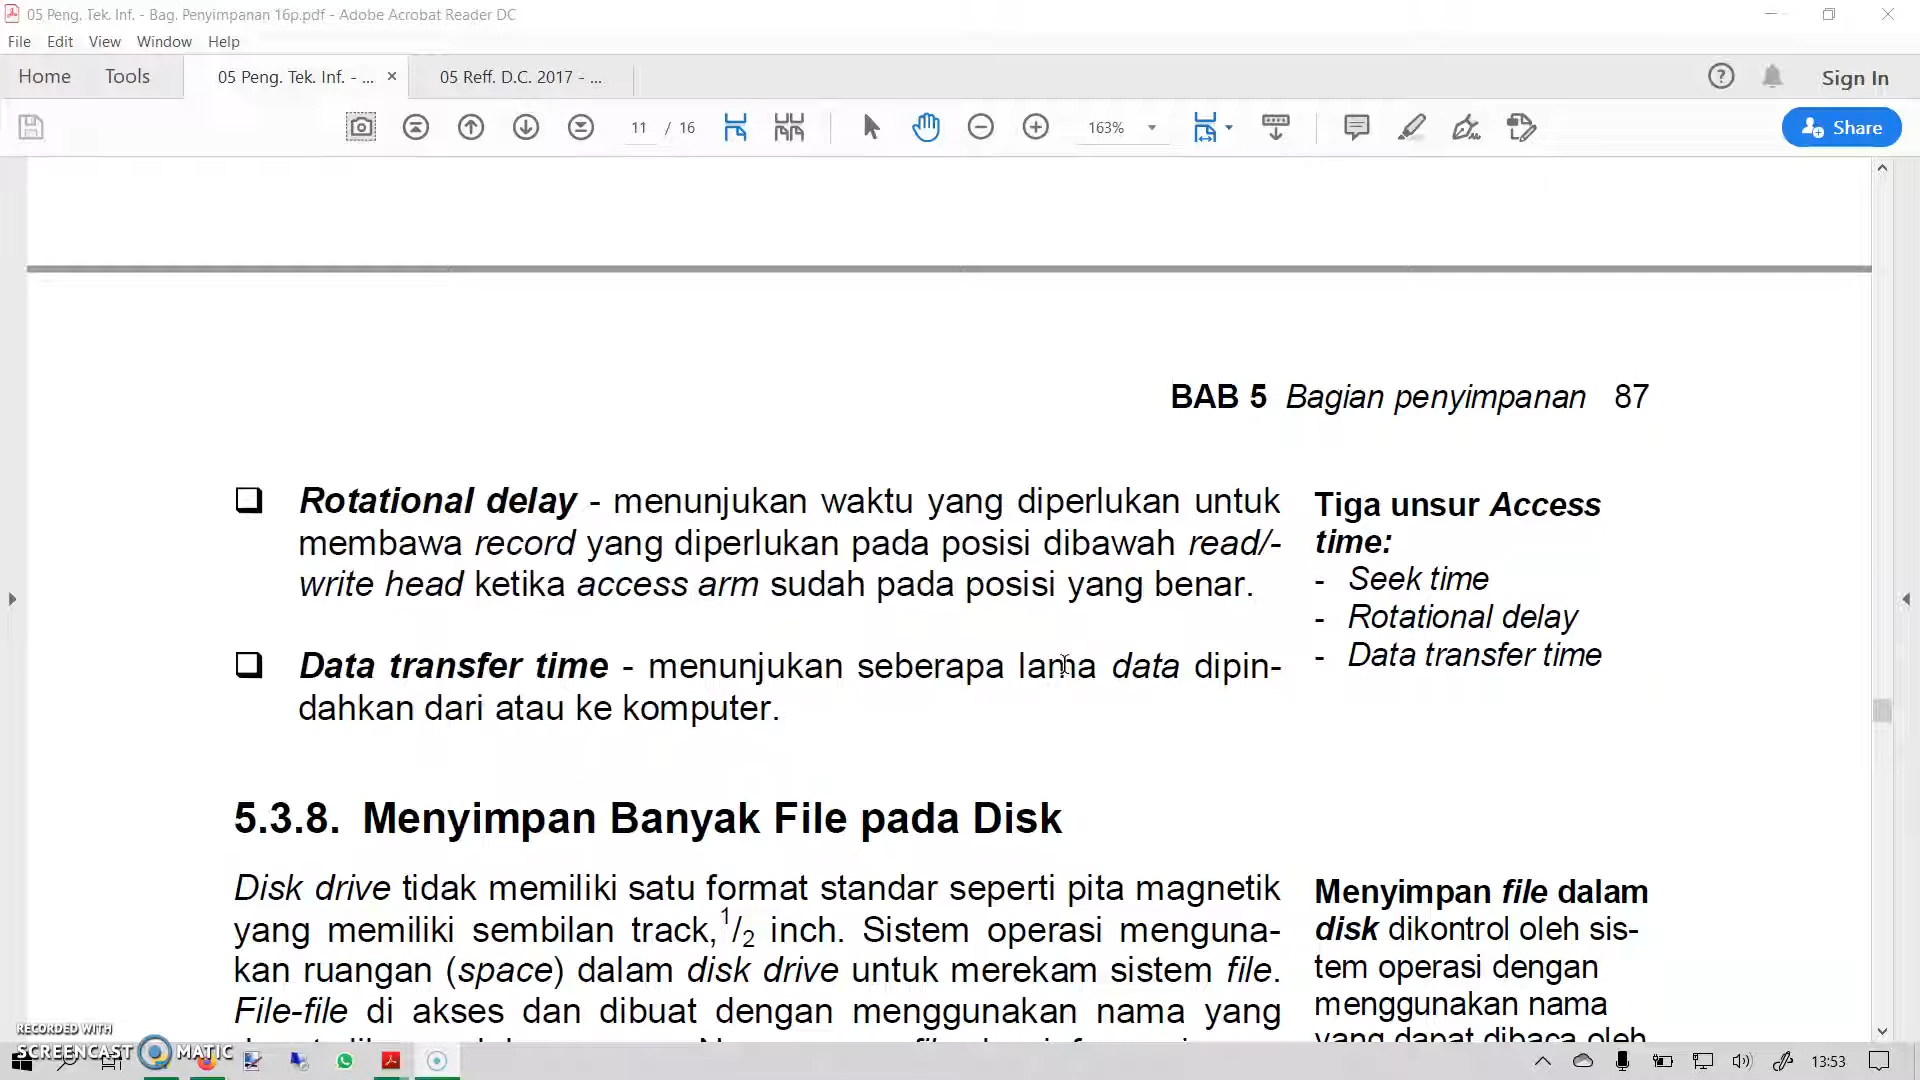 05 Peng. Tek. Inf. - Bag. Penyimpanan 16p.pdf - Adobe Acrobat Reader DC
File Edit View Window Help
Home Tools 05 Peng. Tek. Inf. - ... × 05 Reff. D.C. 2017 - ... Sign In
11 / 16 163% Share
BAB 5 Bagian penyimpanan 87
❑ Rotational delay - menunjukan waktu yang diperlukan untuk
membawa record yang diperlukan pada posisi dibawah read/-
write head ketika access arm sudah pada posisi yang benar.
❑ Data transfer time - menunjukan seberapa lama data dipin-
dahkan dari atau ke komputer.
Tiga unsur Access
time:
- Seek time
- Rotational delay
- Data transfer time
5.3.8. Menyimpan Banyak File pada Disk
Disk drive tidak memiliki satu format standar seperti pita magnetik
yang memiliki sembilan track, 1/2 inch. Sistem operasi mengguna-
kan ruangan (space) dalam disk drive untuk merekam sistem file.
File-file di akses dan dibuat dengan menggunakan nama yang
Menyimpan file dalam
disk dikontrol oleh sis-
tem operasi dengan
menggunakan nama
yang dapat dibaca oleh
RECORDED WITH
SCREENCAST MATIC
13:53